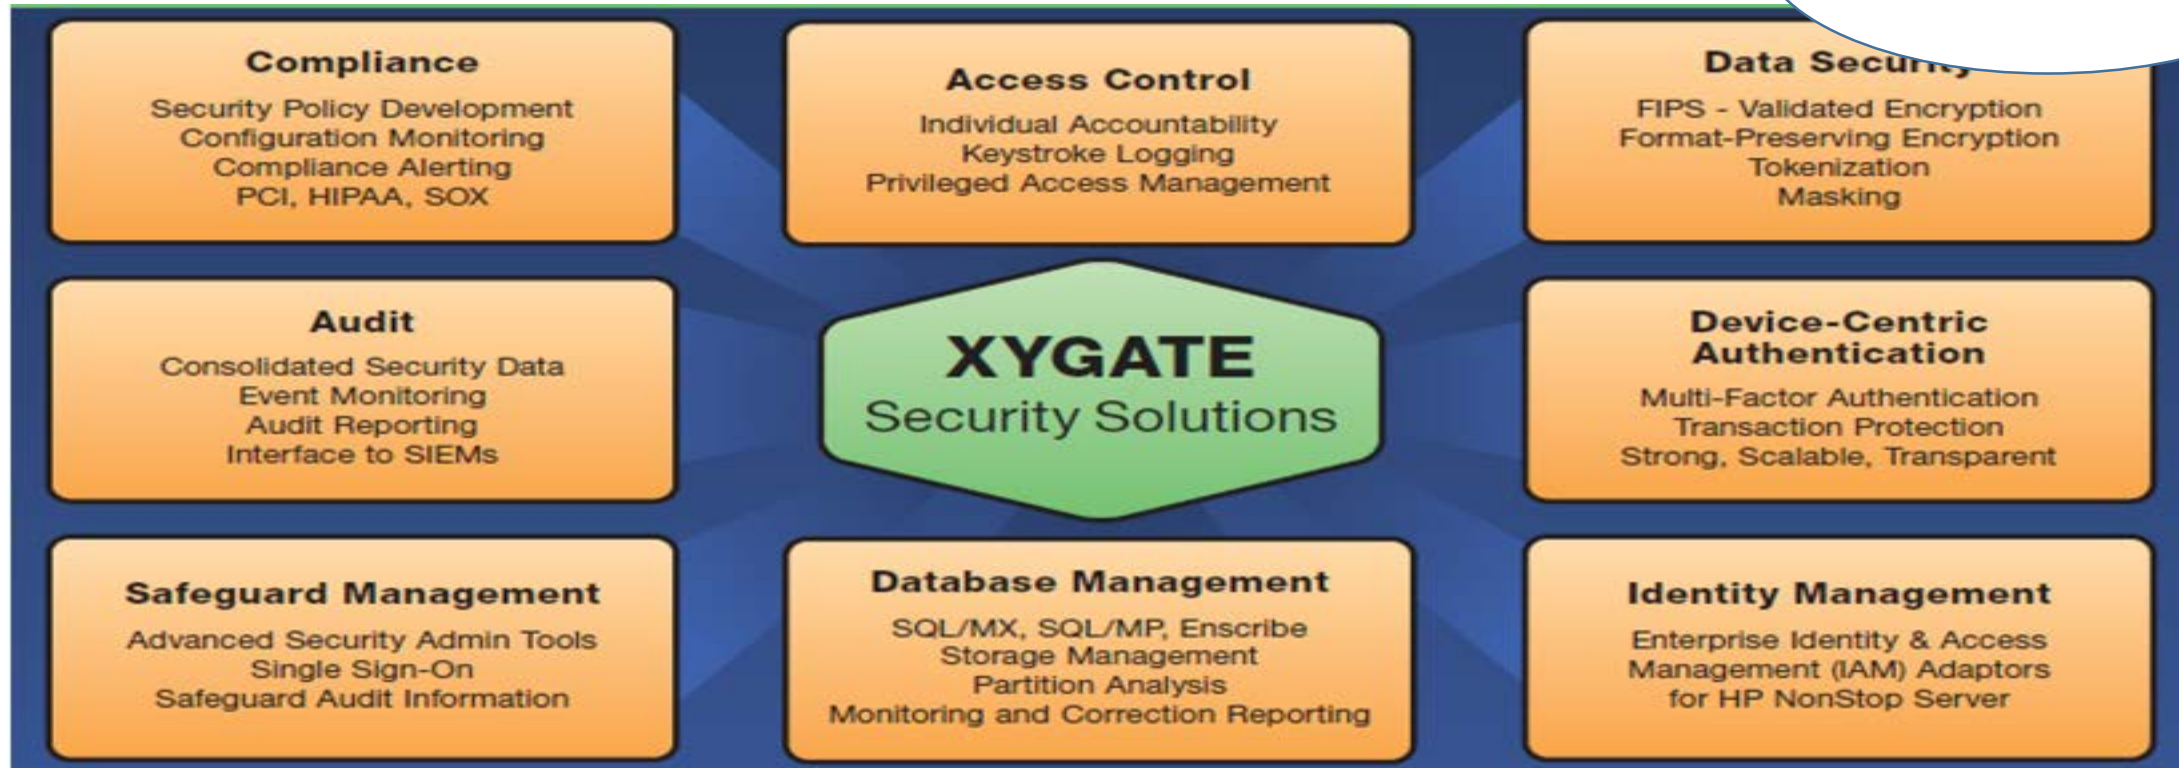 Compliance
Security Policy Development
Configuration Monitoring
Compliance Alerting
PCI, HIPAA, SOX
Access Control
Individual Accountability
Keystroke Logging
Privileged Access Management
Data Security
FIPS - Validated Encryption
Format-Preserving Encryption
Tokenization
Masking
Audit
Consolidated Security Data
Event Monitoring
Audit Reporting
Interface to SIEMs
XYGATE
Security Solutions
Device-Centric
Authentication
Multi-Factor Authentication
Transaction Protection
Strong, Scalable, Transparent
Safeguard Management
Advanced Security Admin Tools
Single Sign-On
Safeguard Audit Information
Database Management
SQL/MX, SQL/MP, Enscribe
Storage Management
Partition Analysis
Monitoring and Correction Reporting
Identity Management
Enterprise Identity & Access
Management (IAM) Adaptors
for HP NonStop Server